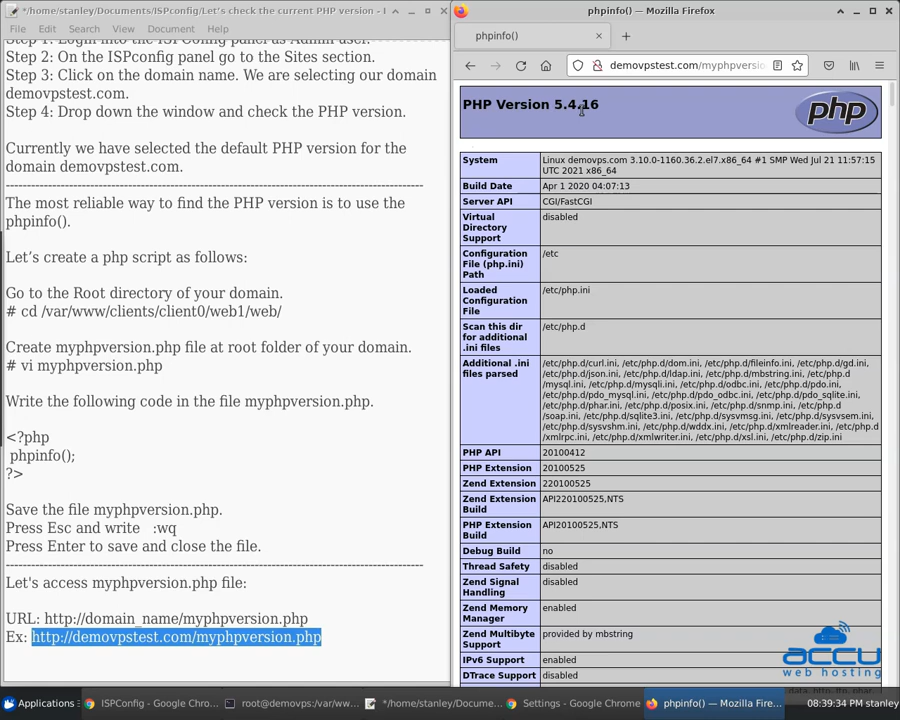 */home/stanley/Documents/ISPconfig/Let's check the current PHP version - I
File Edit Search View Document Help
Step 1: Login into the ISPConfig panel as Admin user.
Step 2: On the ISPconfig panel go to the Sites section.
Step 3: Click on the domain name. We are selecting our domain
demovpstest.com.
Step 4: Drop down the window and check the PHP version.
Currently we have selected the default PHP version for the
domain demovpstest.com.
The most reliable way to find the PHP version is to use the
phpinfo().
Let's create a php script as follows:
Go to the Root directory of your domain.
# cd /var/www/clients/client0/web1/web/
Create myphpversion.php file at root folder of your domain.
# vi myphpversion.php
Write the following code in the file myphpversion.php.
<?php
phpinfo();
?>
Save the file myphpversion.php.
Press Esc and write :wq
Press Enter to save and close the file.
Let's access myphpversion.php file:
URL: http://domain_name/myphpversion.php
Ex: http://demovpstest.com/myphpversion.php
phpinfo() — Mozilla Firefox
phpinfo()
demovpstest.com/myphpversio
PHP Version 5.4.16
php
System Linux demovps.com 3.10.0-1160.36.2.el7.x86_64 #1 SMP Wed Jul 21 11:57:15
UTC 2021 x86_64
Build Date Apr 1 2020 04:07:13
Server API CGI/FastCGI
Virtual disabled
Directory
Support
Configuration /etc
File (php.ini)
Path
Loaded /etc/php.ini
Configuration
File
Scan this dir /etc/php.d
for additional
.ini files
Additional .ini /etc/php.d/curl.ini, /etc/php.d/dom.ini, /etc/php.d/fileinfo.ini, /etc/php.d/gd.ini,
files parsed /etc/php.d/json.ini, /etc/php.d/ldap.ini, /etc/php.d/mbstring.ini, /etc/php.d
/mysql.ini, /etc/php.d/mysqli.ini, /etc/php.d/odbc.ini, /etc/php.d/pdo.ini,
/etc/php.d/pdo_mysql.ini, /etc/php.d/pdo_odbc.ini, /etc/php.d/pdo_sqlite.ini,
/etc/php.d/phar.ini, /etc/php.d/posix.ini, /etc/php.d/snmp.ini, /etc/php.d
/soap.ini, /etc/php.d/sqlite3.ini, /etc/php.d/sysvmsg.ini, /etc/php.d/sysvsem.ini,
/etc/php.d/sysvshm.ini, /etc/php.d/wddx.ini, /etc/php.d/xmlreader.ini, /etc/php.d
/xmlrpc.ini, /etc/php.d/xmlwriter.ini, /etc/php.d/xsl.ini, /etc/php.d/zip.ini
PHP API 20100412
PHP Extension 20100525
Zend Extension 220100525
Zend Extension API220100525,NTS
Build
PHP Extension API20100525,NTS
Build
Debug Build no
Thread Safety disabled
Zend Signal disabled
Handling
Zend Memory enabled
Manager
Zend Multibyte provided by mbstring
Support
IPv6 Support enabled
DTrace Support disabled
accu
web hosting
Applications ISPConfig - Google Chro... root@demovps:/var/ww... */home/stanley/Docume... Settings - Google Chrome phpinfo() — Mozilla Fire... 08:39:34 PM stanley